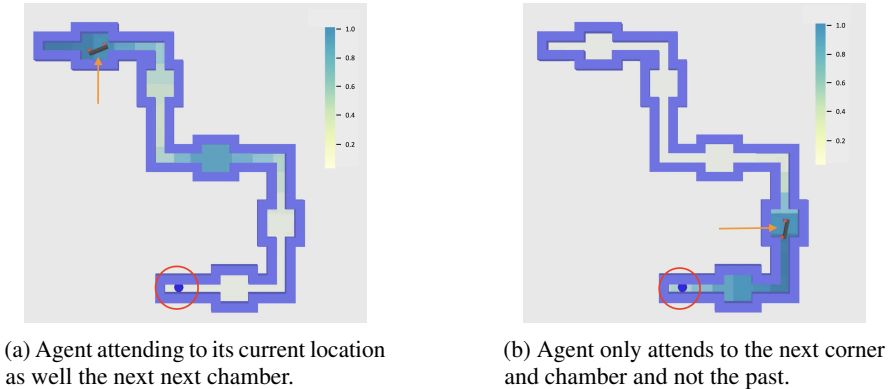 1.0
0.8
0.6
0.4
0.2
1.0
0.8
0.6
0.4
0.2
(a) Agent attending to its current location
as well the next next chamber.
(b) Agent only attends to the next corner
and chamber and not the past.